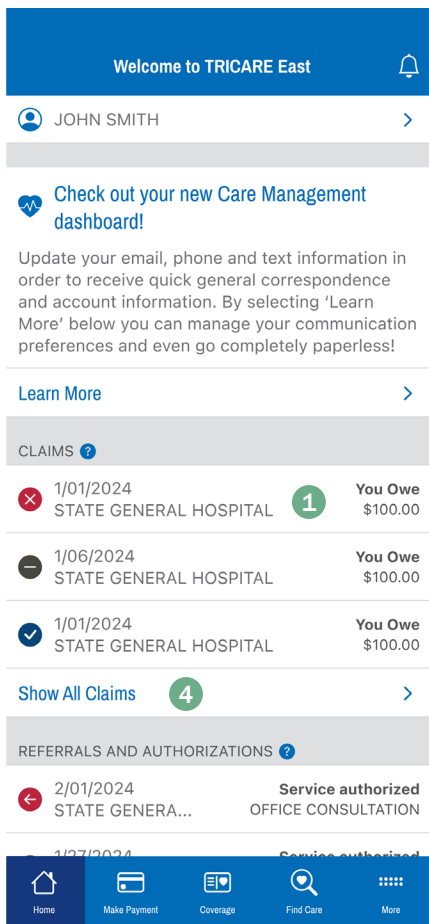 Welcome to TRICARE East
JOHN SMITH
Check out your new Care Management
dashboard!
Update your email, phone and text information in
order to receive quick general correspondence
and account information. By selecting ‘Learn
More’ below you can manage your communication
preferences and even go completely paperless!
Learn More
CLAIMS ?
1/01/2024 You Owe
STATE GENERAL HOSPITAL 1 $100.00
1/06/2024 You Owe
STATE GENERAL HOSPITAL $100.00
1/01/2024 You Owe
STATE GENERAL HOSPITAL $100.00
Show All Claims 4
REFERRALS AND AUTHORIZATIONS ?
2/01/2024 Service authorized
STATE GENERA... OFFICE CONSULTATION
1/27/2024 Service authorized
Home Make Payment Coverage Find Care More